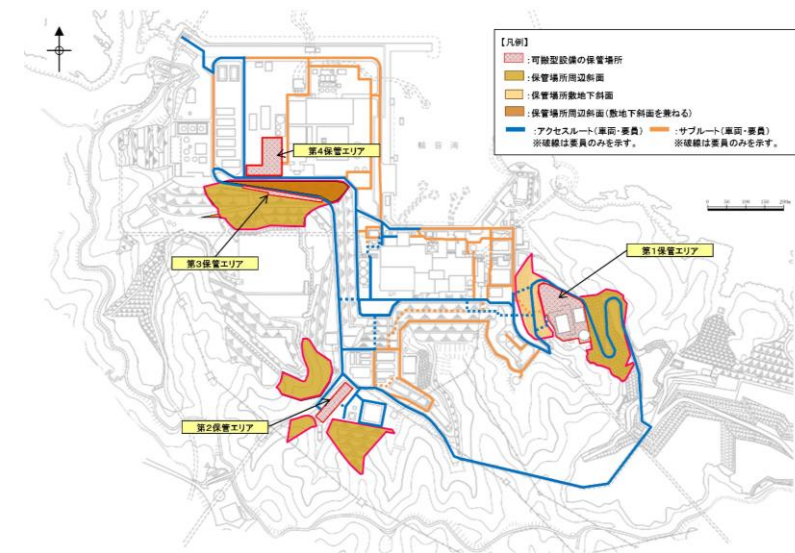 【凡例】
:可搬型設備の保管場所
:保管場所周辺斜面
:保管場所敷地下斜面
:保管場所周辺斜面(敷地下斜面を兼ねる)
:アクセスルート(車両・要員)
※破線は要員のみを示す。
:サブルート(車両・要員)
※破線は要員のみを示す。
0 50 100 150 200m
第4保管エリア
輪谷湾
第3保管エリア
第1保管エリア
第2保管エリア